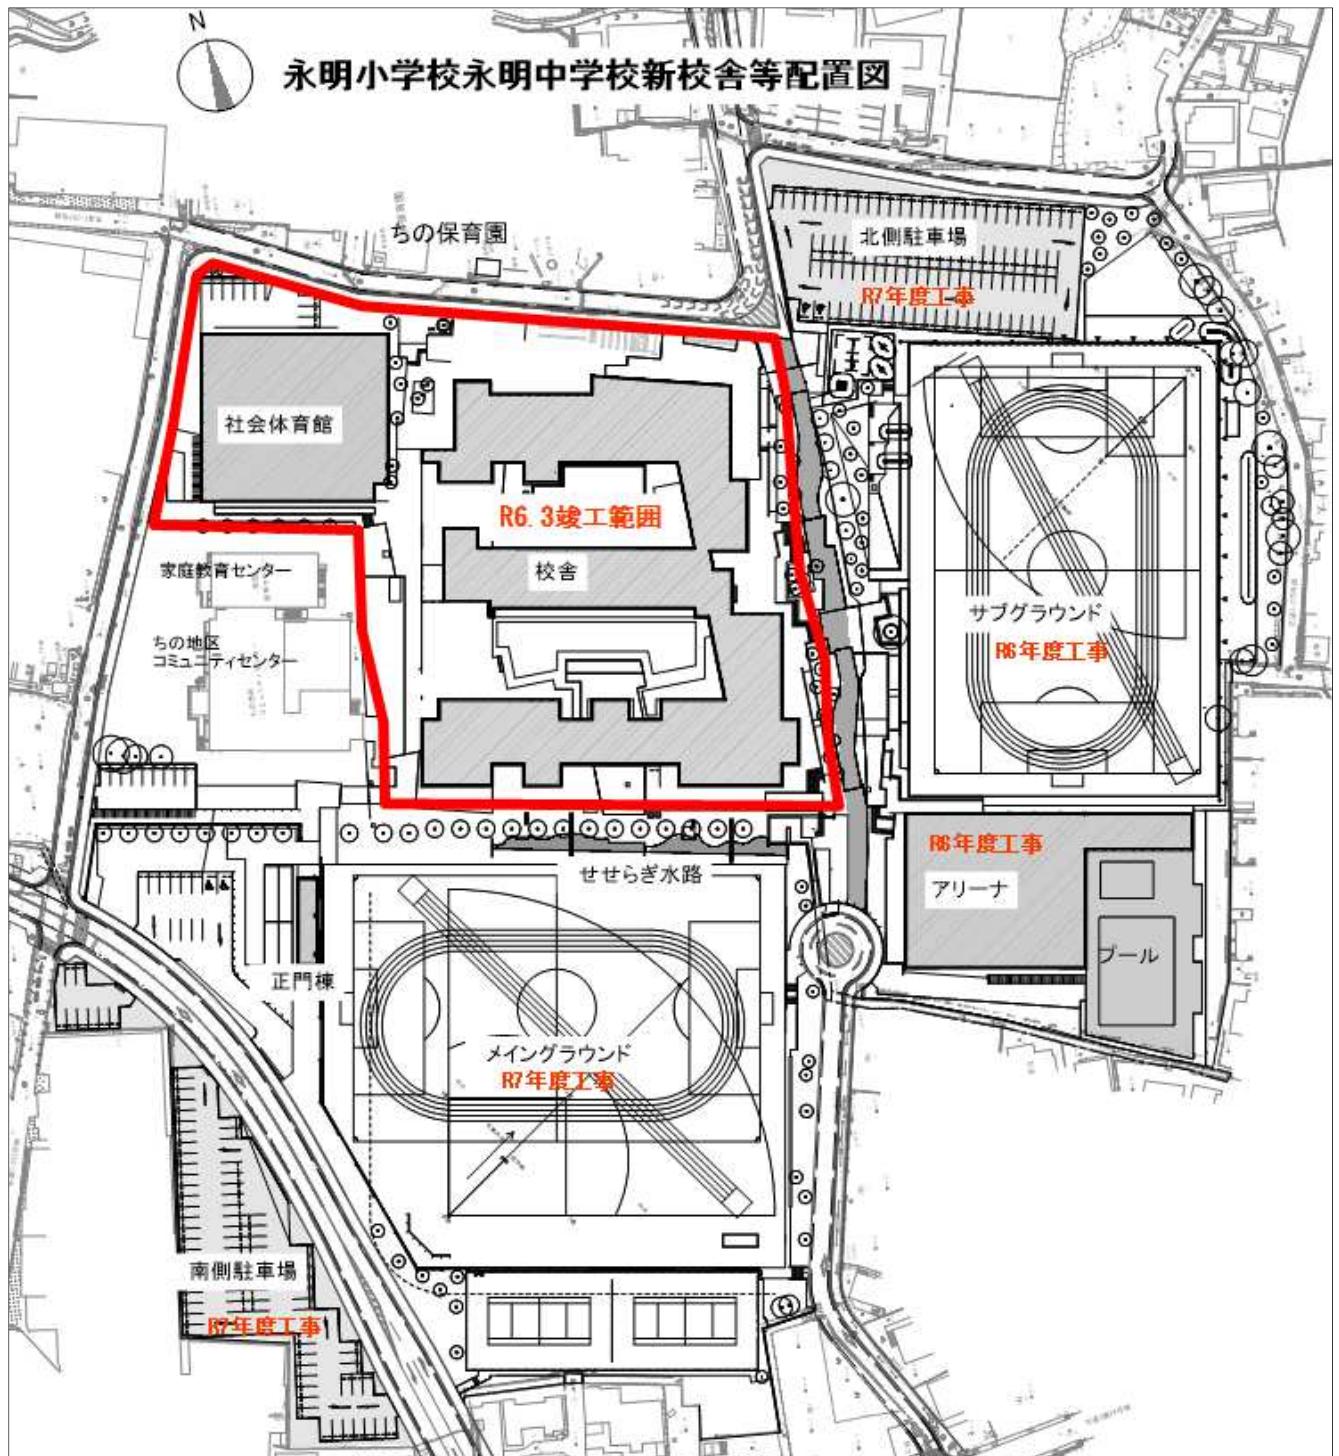 N
永明小学校永明中学校新校舎等配置図
ちの保育園
北側駐車場
R7年度工事
社会体育館
R6.3竣工範囲
校舎
家庭教育センター
ちの地区
コミュニティセンター
サブグラウンド
R6年度工事
R6年度工事
アリーナ
プール
せせらぎ水路
正門棟
メイングラウンド
R7年度工事
南側駐車場
R7年度工事